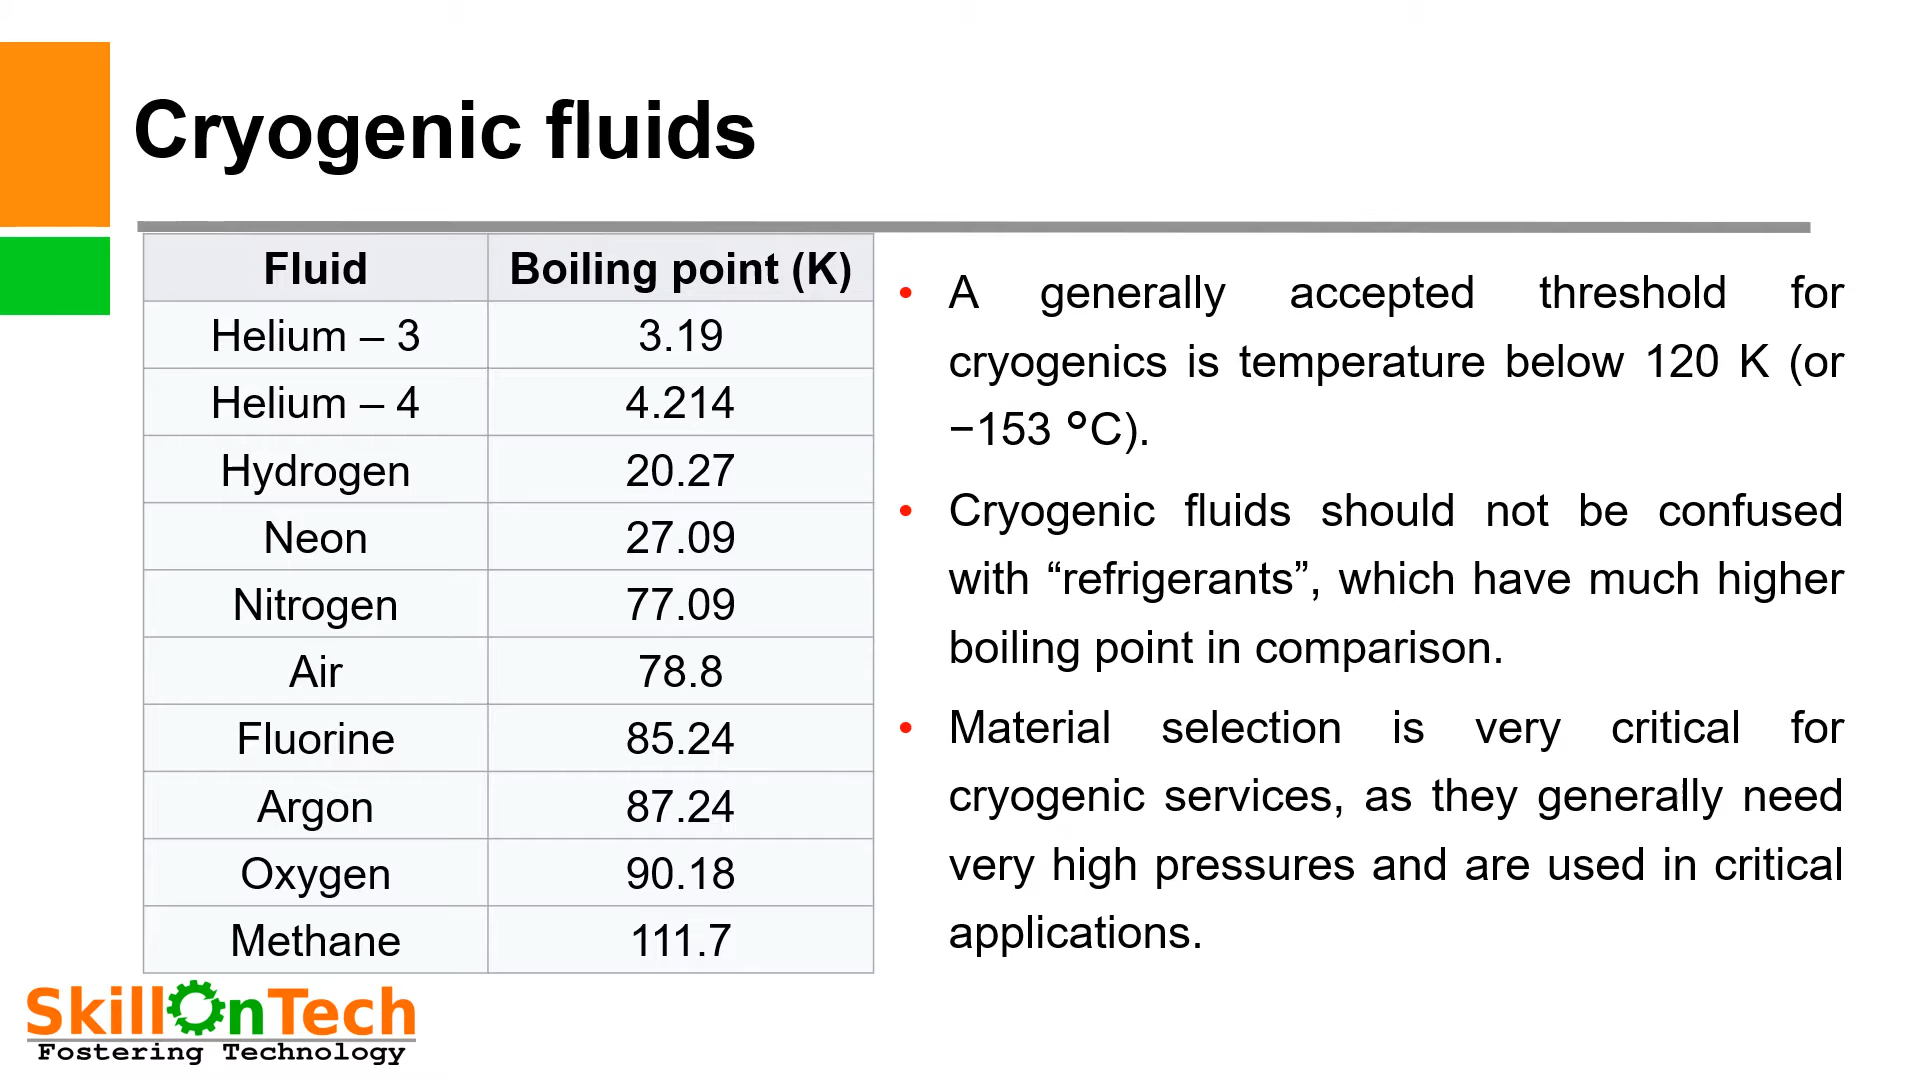 Cryogenic fluids
Fluid Boiling point (K)
Helium – 3 3.19
Helium – 4 4.214
Hydrogen 20.27
Neon 27.09
Nitrogen 77.09
Air 78.8
Fluorine 85.24
Argon 87.24
Oxygen 90.18
Methane 111.7
• A generally accepted threshold for
cryogenics is temperature below 120 K (or
−153 °C).
• Cryogenic fluids should not be confused
with “refrigerants”, which have much higher
boiling point in comparison.
• Material selection is very critical for
cryogenic services, as they generally need
very high pressures and are used in critical
applications.
SkillOnTech
Fostering Technology